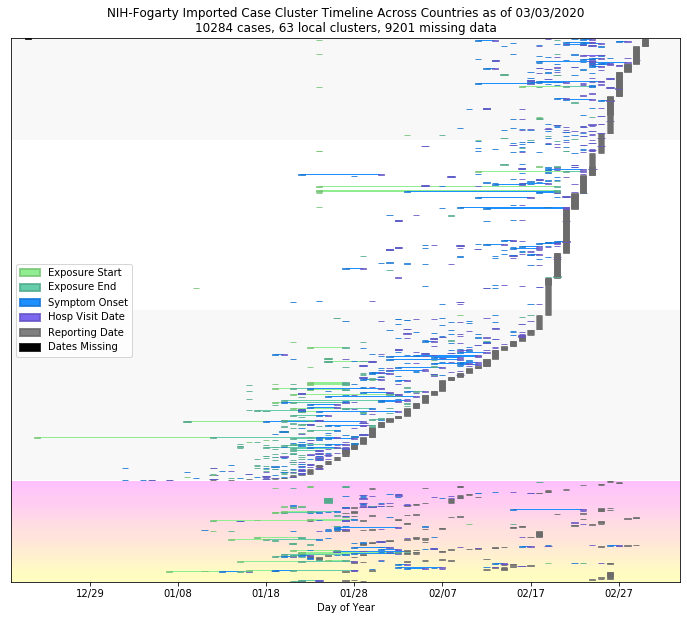 NIH-Fogarty Imported Case Cluster Timeline Across Countries as of 03/03/2020
10284 cases, 63 local clusters, 9201 missing data
Exposure Start
Exposure End
Symptom Onset
Hosp Visit Date
Reporting Date
Dates Missing
12/29 01/08 01/18 01/28 02/07 02/17 02/27
Day of Year